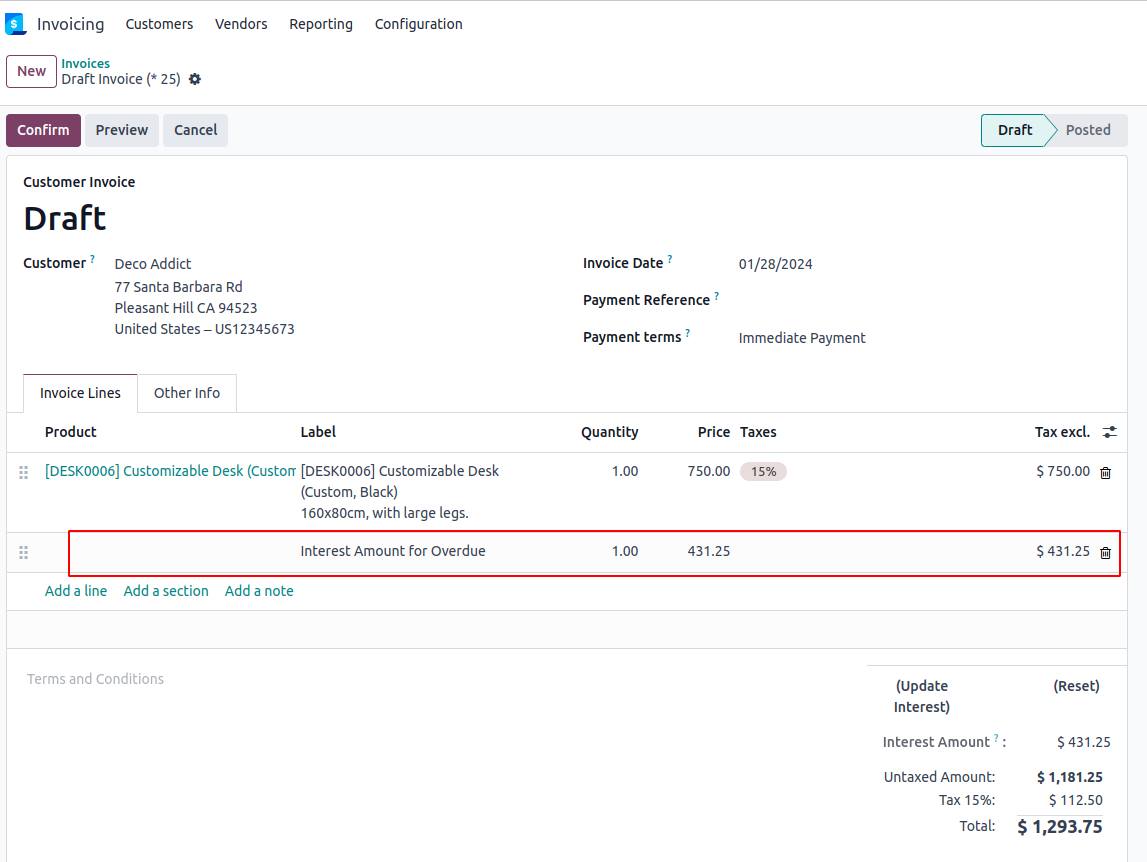 Invoicing Customers Vendors Reporting Configuration
New
Invoices
Draft Invoice (* 25)
Confirm Preview Cancel Draft Posted
Customer Invoice
Draft
Customer ? Deco Addict
77 Santa Barbara Rd
Pleasant Hill CA 94523
United States – US12345673
Invoice Date ? 01/28/2024
Payment Reference ?
Payment terms ? Immediate Payment
Invoice Lines Other Info
Product Label Quantity Price Taxes Tax excl.
[DESK0006] Customizable Desk (Custom [DESK0006] Customizable Desk 1.00 750.00 15% $ 750.00
(Custom, Black)
160x80cm, with large legs.
Interest Amount for Overdue 1.00 431.25 $ 431.25
Add a line Add a section Add a note
Terms and Conditions
(Update (Reset)
Interest)
Interest Amount ? : $ 431.25
Untaxed Amount: $ 1,181.25
Tax 15%: $ 112.50
Total: $ 1,293.75